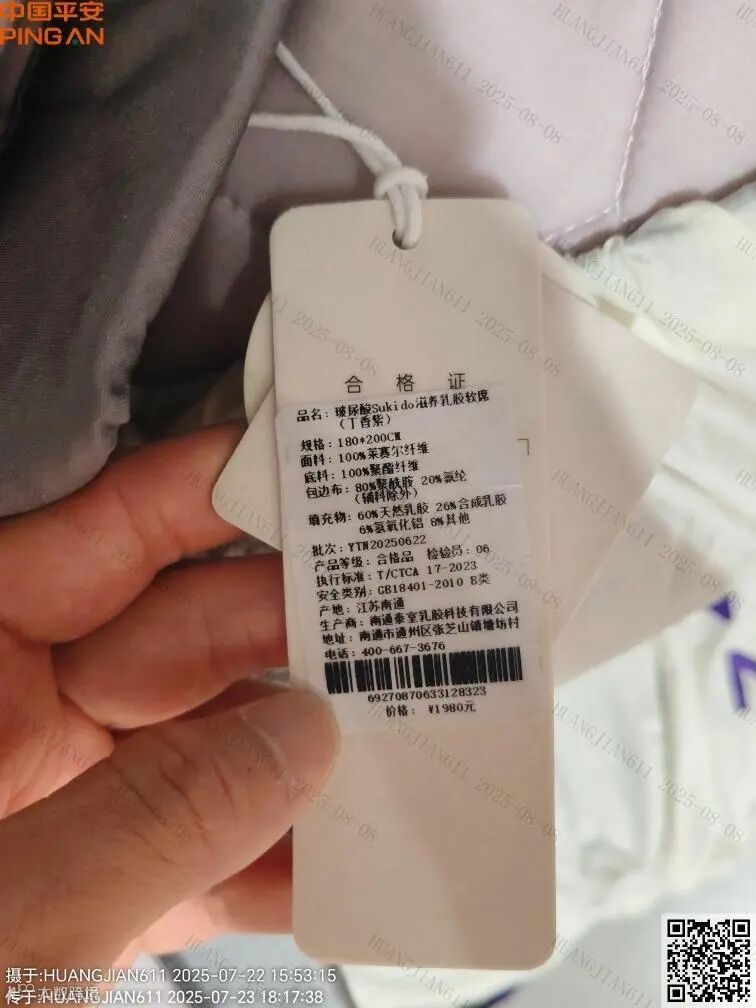 中国平安
PING AN
合格证
品名：玻尿酸Sukido滋养乳胶软席
（丁香紫）
规格：180*200CM
面料：100%莱赛尔纤维
底料：100%聚酯纤维
包边布：80%聚酰胺 20%氨纶
（辅料除外）
填充物：60%天然乳胶 26%合成乳胶
6%氢氧化铝 8%其他
批次：YTN20250622
产品等级：合格品 检验员：06
执行标准：T/CTCA 17-2023
安全类别：GB18401-2010 B类
产地：江苏南通
生产商：南通泰室乳胶科技有限公司
地址：南通市通州区张芝山镇塘坊村
电话：400-667-3676
69270870633128323
价格：￥1980元
HUANGJIAN611 2025-08-08
摄于:HUANGJIAN611 2025-07-22 15:53:15
传于:HUANGJIAN611 2025-07-23 18:17:38